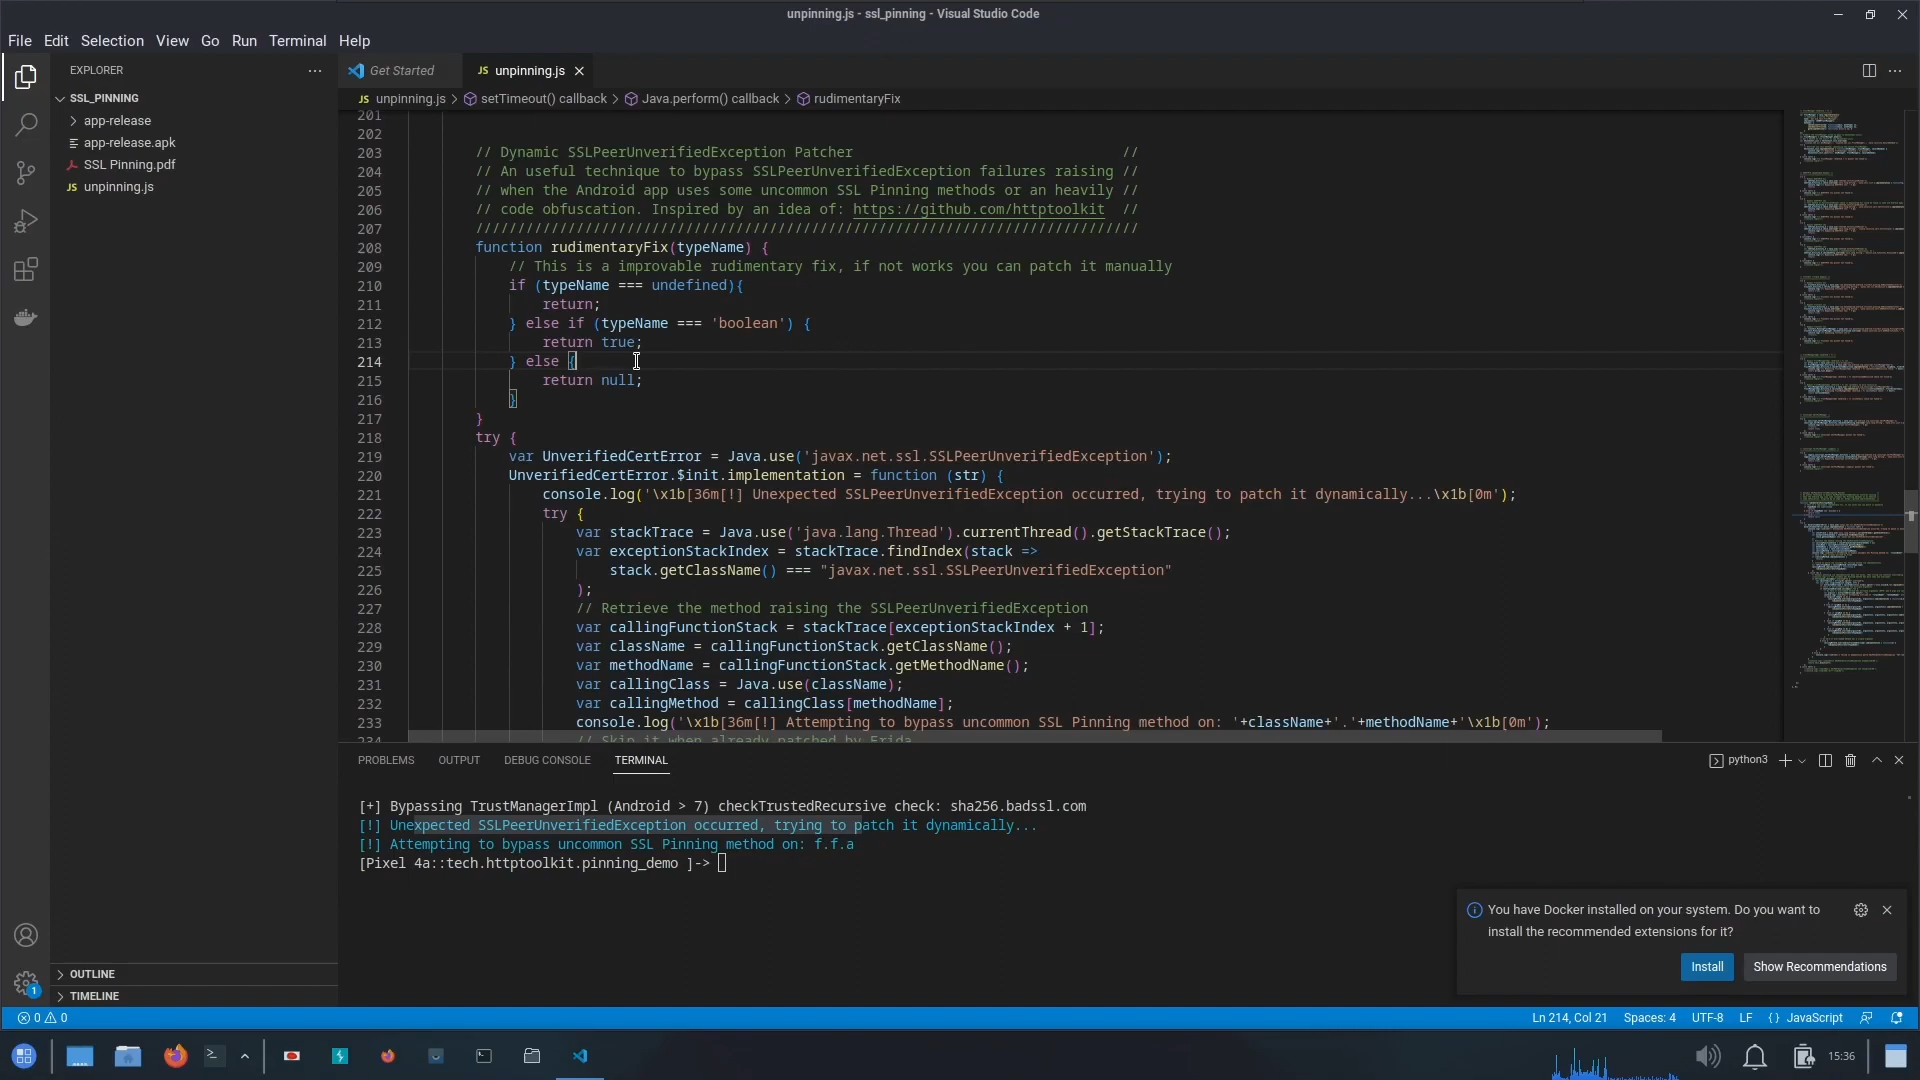 unpinning.js - ssl_pinning - Visual Studio Code
File Edit Selection View Go Run Terminal Help
EXPLORER
SSL_PINNING
app-release
app-release.apk
SSL Pinning.pdf
JS unpinning.js
OUTLINE
TIMELINE
Get Started
JS unpinning.js
JS unpinning.js > setTimeout() callback > Java.perform() callback > rudimentaryFix
201
202
203 // Dynamic SSLPeerUnverifiedException Patcher //
204 // An useful technique to bypass SSLPeerUnverifiedException failures raising //
205 // when the Android app uses some uncommon SSL Pinning methods or an heavily //
206 // code obfuscation. Inspired by an idea of: https://github.com/httptoolkit //
207 ///////////////////////////////////////////////////////////////////////////////
208 function rudimentaryFix(typeName) {
209 // This is a improvable rudimentary fix, if not works you can patch it manually
210 if (typeName === undefined){
211 return;
212 } else if (typeName === 'boolean') {
213 return true;
214 } else {
215 return null;
216 }
217 }
218 try {
219 var UnverifiedCertError = Java.use('javax.net.ssl.SSLPeerUnverifiedException');
220 UnverifiedCertError.$init.implementation = function (str) {
221 console.log('\x1b[36m[!] Unexpected SSLPeerUnverifiedException occurred, trying to patch it dynamically...\x1b[0m');
222 try {
223 var stackTrace = Java.use('java.lang.Thread').currentThread().getStackTrace();
224 var exceptionStackIndex = stackTrace.findIndex(stack =>
225 stack.getClassName() === "javax.net.ssl.SSLPeerUnverifiedException"
226 );
227 // Retrieve the method raising the SSLPeerUnverifiedException
228 var callingFunctionStack = stackTrace[exceptionStackIndex + 1];
229 var className = callingFunctionStack.getClassName();
230 var methodName = callingFunctionStack.getMethodName();
231 var callingClass = Java.use(className);
232 var callingMethod = callingClass[methodName];
233 console.log('\x1b[36m[!] Attempting to bypass uncommon SSL Pinning method on: '+className+'.'+methodName+'\x1b[0m');
234 // Skip it when already patched by Frida
PROBLEMS OUTPUT DEBUG CONSOLE TERMINAL
python3
[+] Bypassing TrustManagerImpl (Android > 7) checkTrustedRecursive check: sha256.badssl.com
[!] Unexpected SSLPeerUnverifiedException occurred, trying to patch it dynamically...
[!] Attempting to bypass uncommon SSL Pinning method on: f.f.a
[Pixel 4a::tech.httptoolkit.pinning_demo ]->
You have Docker installed on your system. Do you want to
install the recommended extensions for it?
Install Show Recommendations
1
0 0
Ln 214, Col 21 Spaces: 4 UTF-8 LF {} JavaScript
15:36